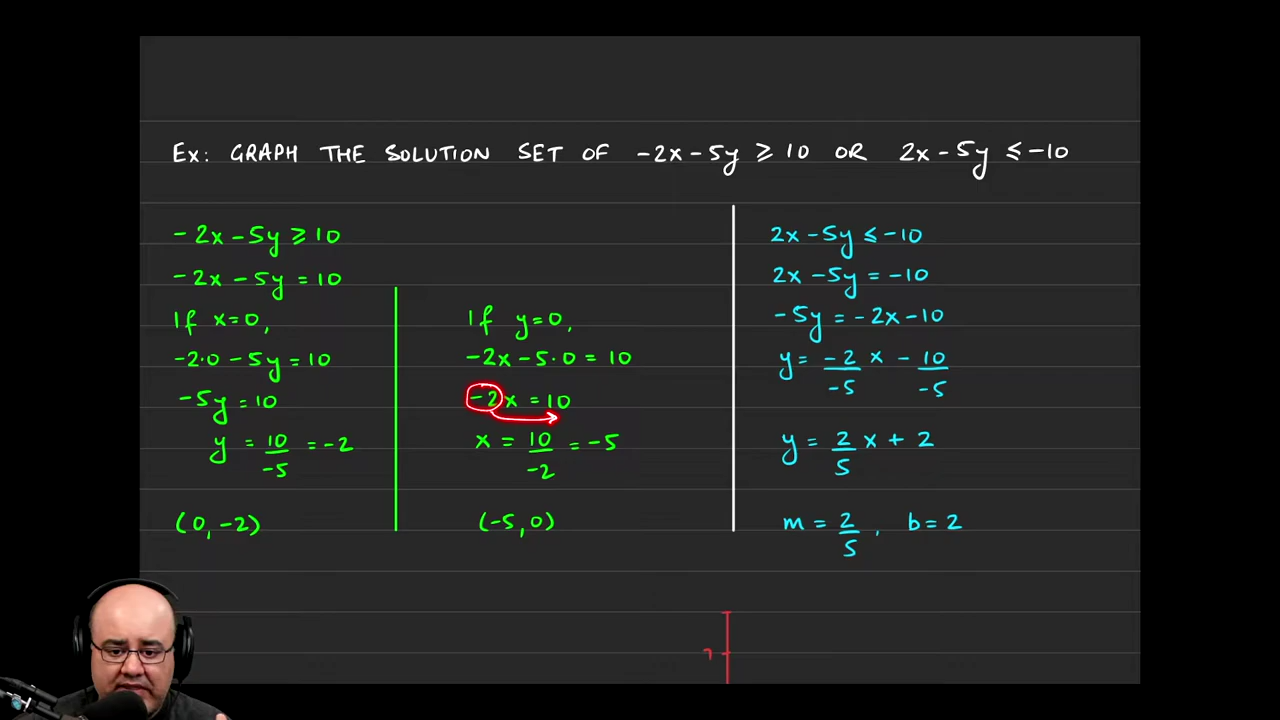 Ex: GRAPH THE SOLUTION SET OF -2x-5y ≥ 10 OR 2x-5y ≤ -10
-2x-5y ≥ 10
-2x-5y = 10
If x=0,
-2·0-5y=10
-5y=10
y = 10/-5 = -2
(0,-2)
If y=0,
-2x-5·0=10
-2x=10
x = 10/-2 = -5
(-5,0)
2x-5y ≤ -10
2x-5y = -10
-5y = -2x-10
y = -2/-5 x - 10/-5
y = 2/5 x + 2
m = 2/5, b=2